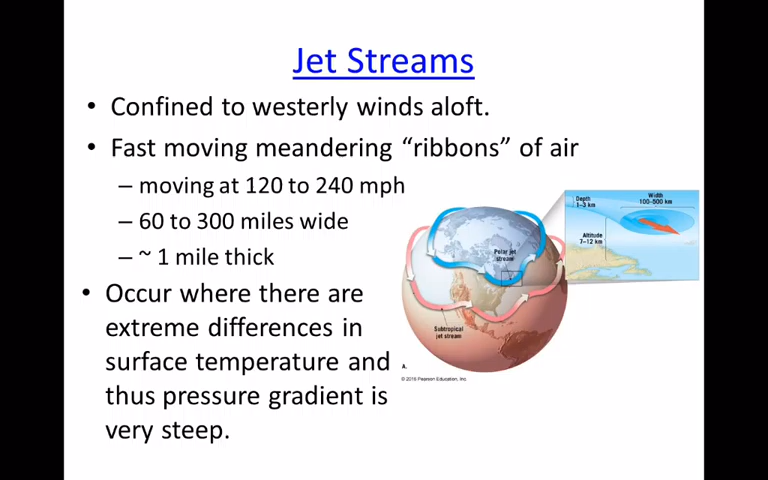 Jet Streams
• Confined to westerly winds aloft.
• Fast moving meandering “ribbons” of air
– moving at 120 to 240 mph
– 60 to 300 miles wide
– ~ 1 mile thick
• Occur where there are
extreme differences in
surface temperature and
thus pressure gradient is
very steep.
Depth
1–3 km
Width
100–500 km
Altitude
7–12 km
Polar jet
stream
Subtropical
jet stream
A.
© 2015 Pearson Education, Inc.